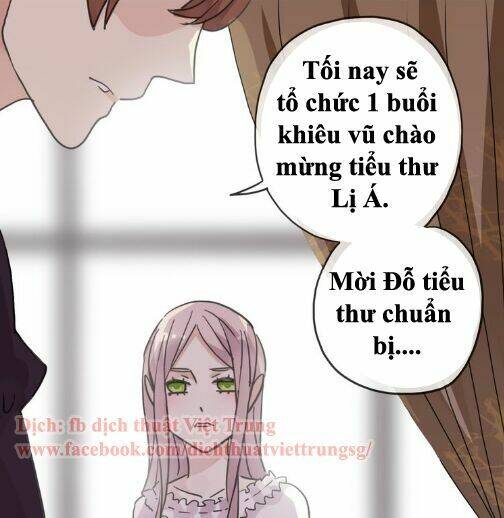 Tối nay sẽ
tổ chức 1 buổi
khiêu vũ chào
mừng tiểu thư
Lị Á.
Mời Đỗ tiểu
thư chuẩn
bị....
Dịch: fb dịch thuật Việt Trung
www.facebook.com/dichthuatviettrungsg/